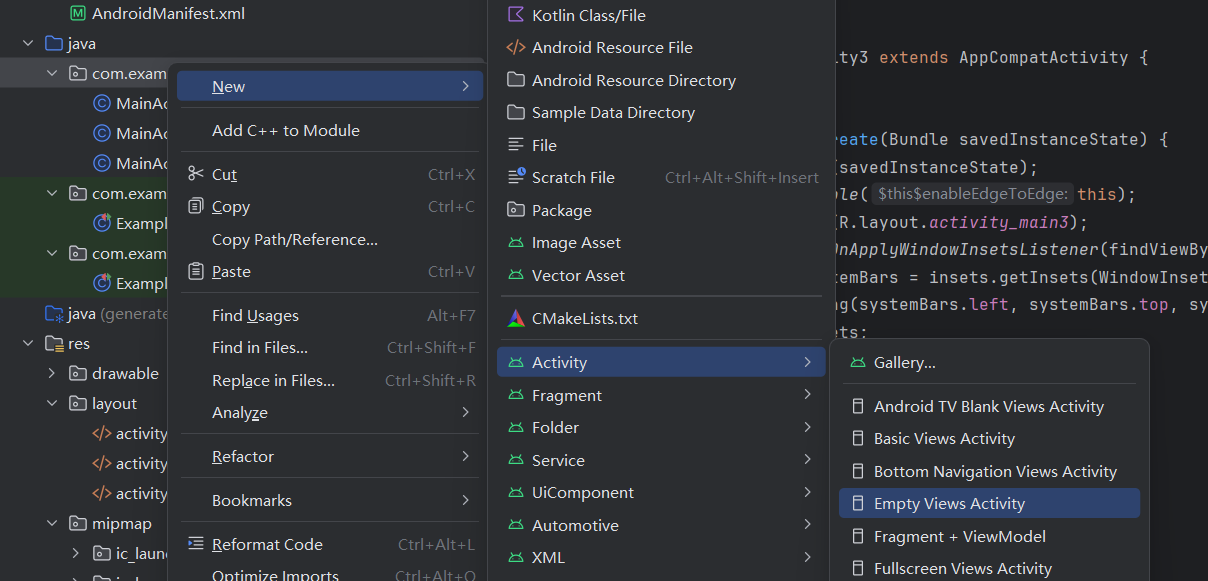 AndroidManifest.xml
java
com.exam
MainAc
MainAc
MainAc
com.exam
Exampl
com.exam
Exampl
java (generate
res
drawable
layout
activity
activity
activity
mipmap
ic_laun
New
Add C++ to Module
Cut Ctrl+X
Copy Ctrl+C
Copy Path/Reference...
Paste Ctrl+V
Find Usages Alt+F7
Find in Files... Ctrl+Shift+F
Replace in Files... Ctrl+Shift+R
Analyze
Refactor
Bookmarks
Reformat Code Ctrl+Alt+L
Optimize Imports Ctrl+Alt+O
Kotlin Class/File
Android Resource File
Android Resource Directory
Sample Data Directory
File
Scratch File Ctrl+Alt+Shift+Insert
Package
Image Asset
Vector Asset
CMakeLists.txt
Activity
Fragment
Folder
Service
UiComponent
Automotive
XML
ity3 extends AppCompatActivity {
reate(Bundle savedInstanceState) {
(savedInstanceState);
ble( $this$enableEdgeToEdge: this);
(R.layout.activity_main3);
OnApplyWindowInsetsListener(findViewBy
temBars = insets.getInsets(WindowInset
ng(systemBars.left, systemBars.top, sy
ets;
Gallery...
Android TV Blank Views Activity
Basic Views Activity
Bottom Navigation Views Activity
Empty Views Activity
Fragment + ViewModel
Fullscreen Views Activity